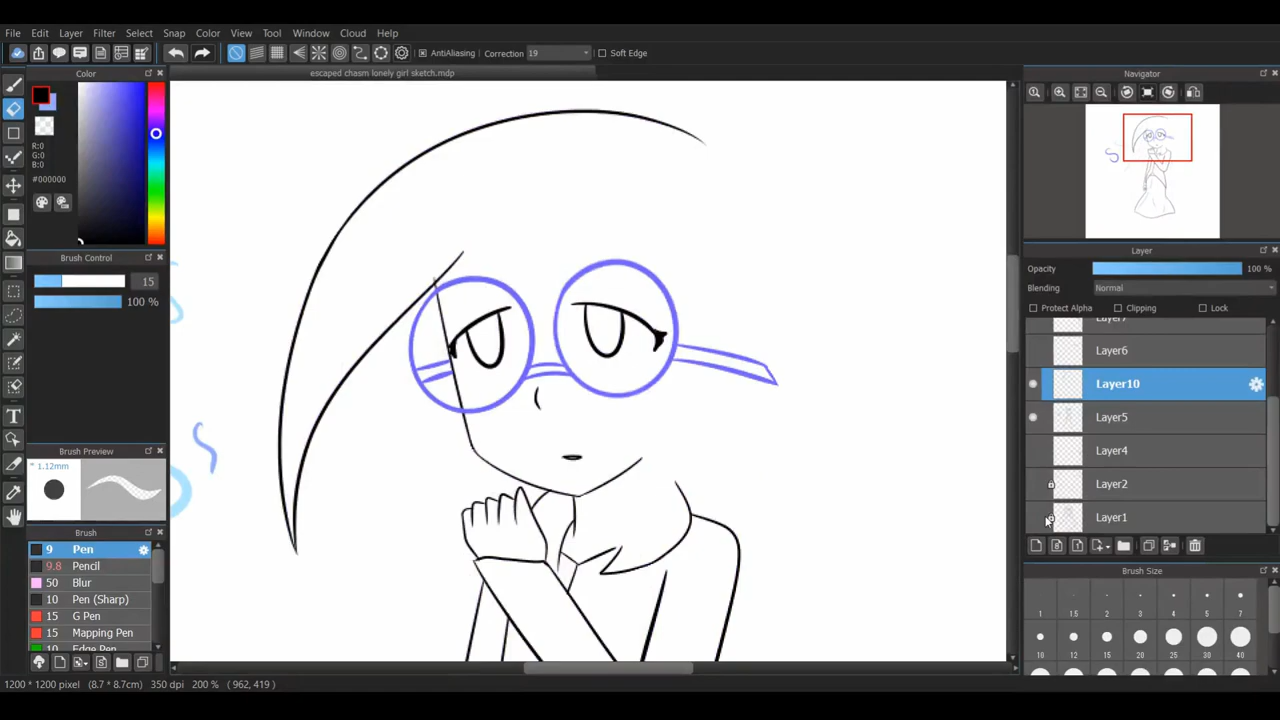 File Edit Layer Filter Select Snap Color View Tool Window Cloud Help
AntiAliasing Correction 19 Soft Edge
Color
escaped chasm lonely girl sketch.mdp
Navigator
R:0
G:0
B:0
#000000
Brush Control
15
100 %
Layer
Opacity 100 %
Blending Normal
Protect Alpha Clipping Lock
Layer7
Layer6
Layer10
Layer5
Layer4
Layer2
Layer1
Brush Preview
1.12mm
Brush
9 Pen
9.8 Pencil
50 Blur
10 Pen (Sharp)
15 G Pen
15 Mapping Pen
10 Edge Pen
Brush Size
1 1.5 2 3 4 5 7
10 12 15 20 25 30 40
1200 * 1200 pixel (8.7 * 8.7cm) 350 dpi 200 % ( 962, 419 )